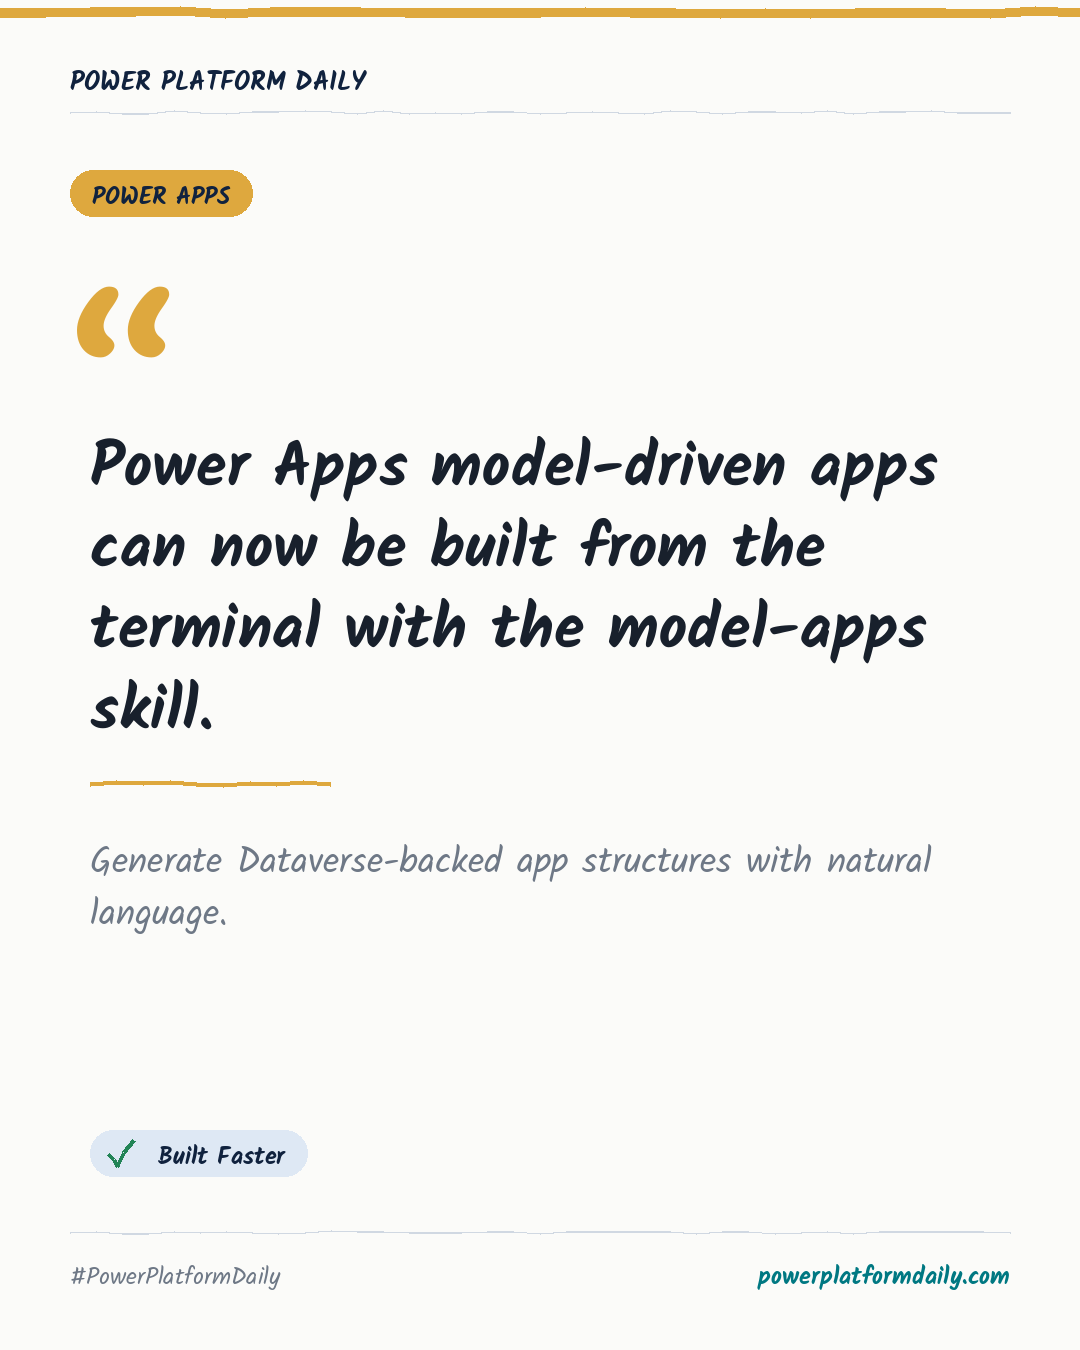 POWER PLATFORM DAILY
POWER APPS
“
Power Apps model-driven apps
can now be built from the
terminal with the model-apps
skill.
Generate Dataverse-backed app structures with natural
language.
✓ Built Faster
#PowerPlatformDaily
powerplatformdaily.com